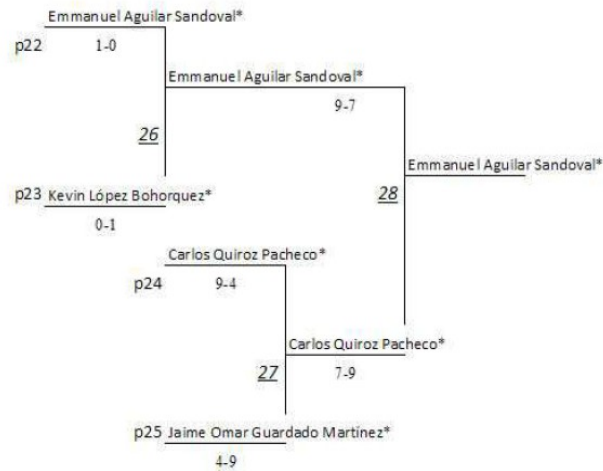 Emmanuel Aguilar Sandoval*
p22 1-0
Emmanuel Aguilar Sandoval*
9-7
26
Emmanuel Aguilar Sandoval*
p23 Kevin López Bohorquez*
28
0-1
Carlos Quiroz Pacheco*
p24 9-4
Carlos Quiroz Pacheco*
27 7-9
p25 Jaime Omar Guardado Martínez*
4-9